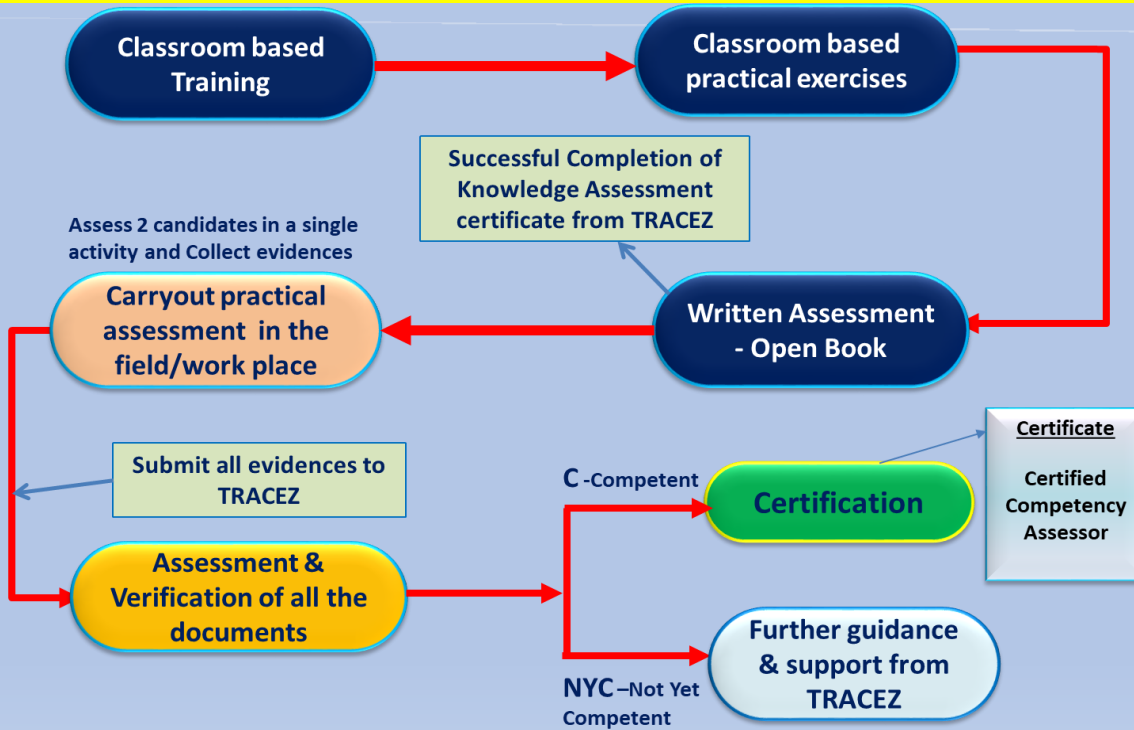 Classroom based
Training
Classroom based
practical exercises
Successful Completion of
Knowledge Assessment
certificate from TRACEZ
Written Assessment
- Open Book
Assess 2 candidates in a single
activity and Collect evidences
Carryout practical
assessment in the
field/work place
Submit all evidences to
TRACEZ
Assessment &
Verification of all the
documents
C -Competent
Certification
Certificate
Certified
Competency
Assessor
NYC –Not Yet
Competent
Further guidance
& support from
TRACEZ